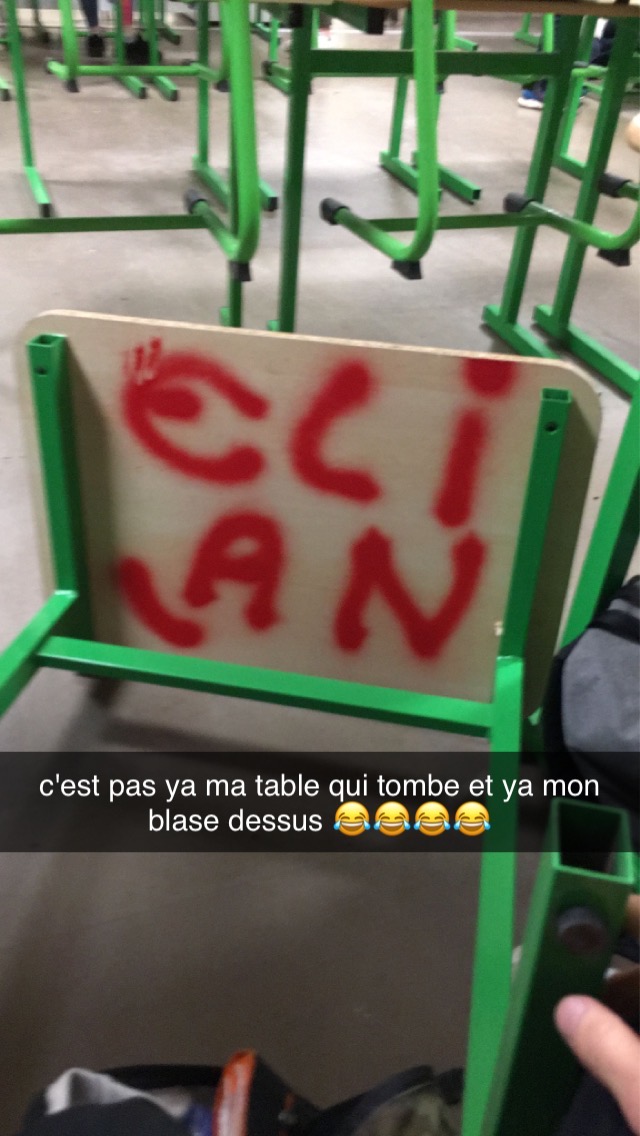 ELi
AN
c'est pas ya ma table qui tombe et ya mon
blase dessus 😂😂😂😂